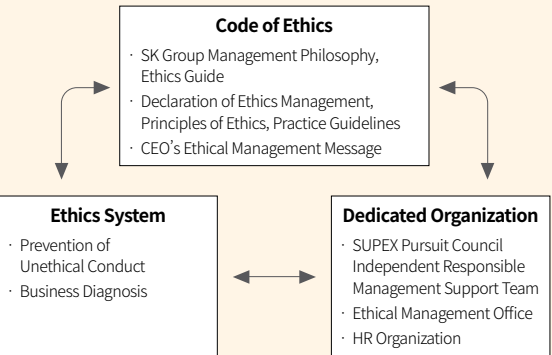 Code of Ethics
· SK Group Management Philosophy,
Ethics Guide
· Declaration of Ethics Management,
Principles of Ethics, Practice Guidelines
· CEO's Ethical Management Message
Ethics System
· Prevention of
Unethical Conduct
· Business Diagnosis
Dedicated Organization
· SUPEX Pursuit Council
Independent Responsible
Management Support Team
· Ethical Management Office
· HR Organization